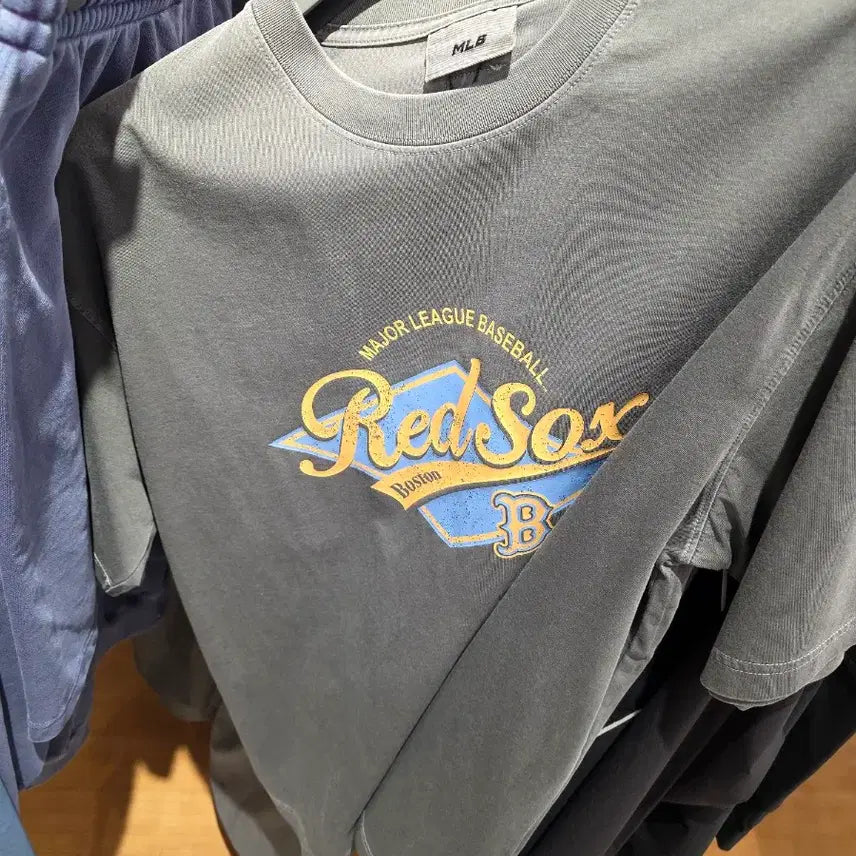 MLB
MAJOR LEAGUE BASEBALL
Red Sox
Boston
B